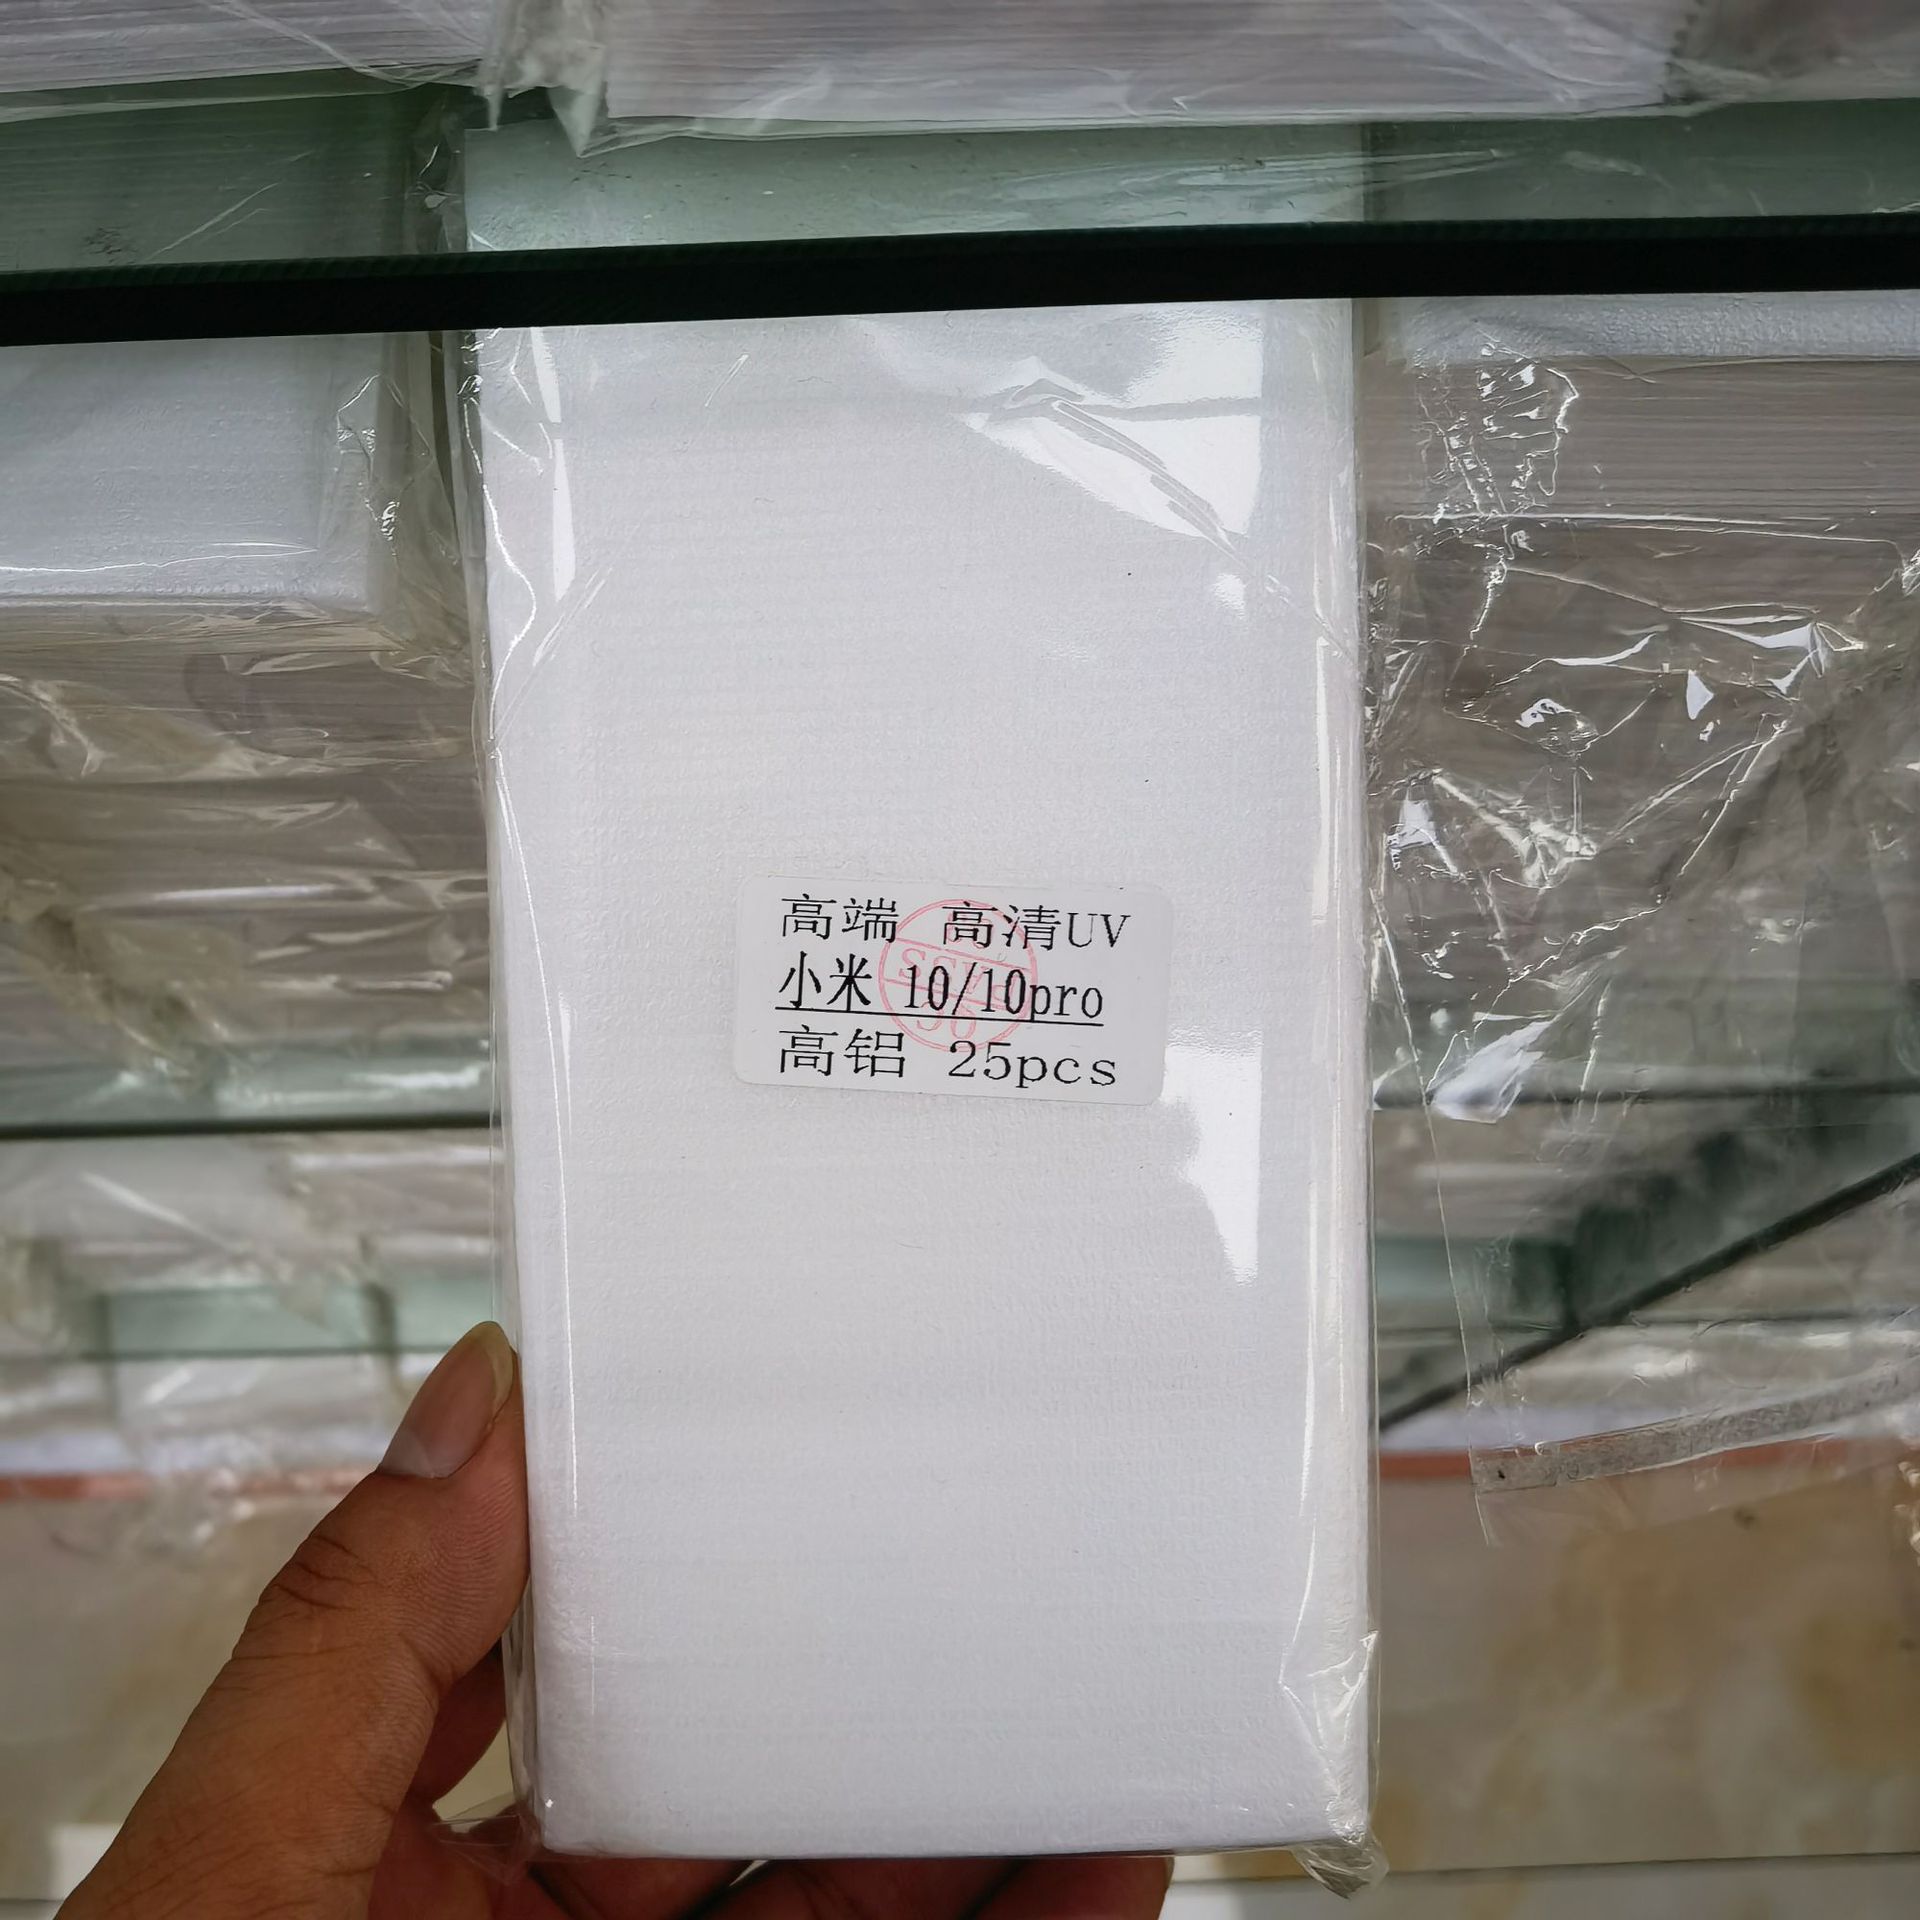 高端 高清UV
小米 10/10pro
高铝 25pcs